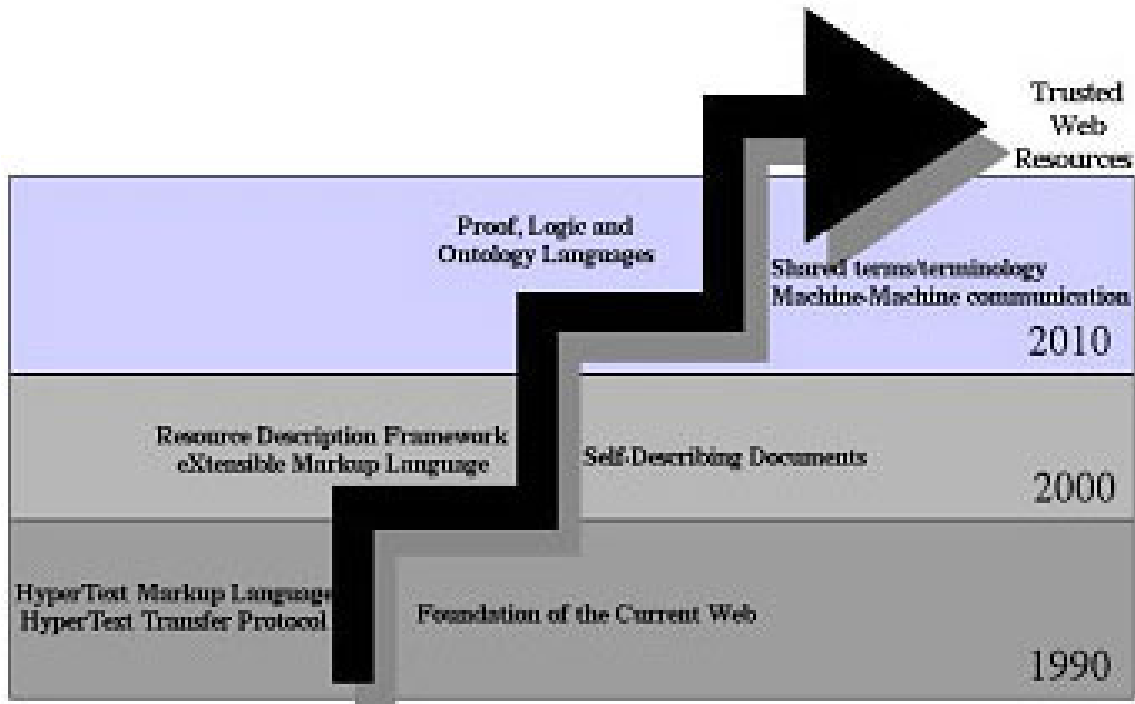 Trusted
Web
Resources
Proof, Logic and
Ontology Languages
Shared terms/terminology
Machine-Machine communication
2010
Resource Description Framework
eXtensible Markup Language
Self-Describing Documents
2000
HyperText Markup Language
HyperText Transfer Protocol
Foundation of the Current Web
1990